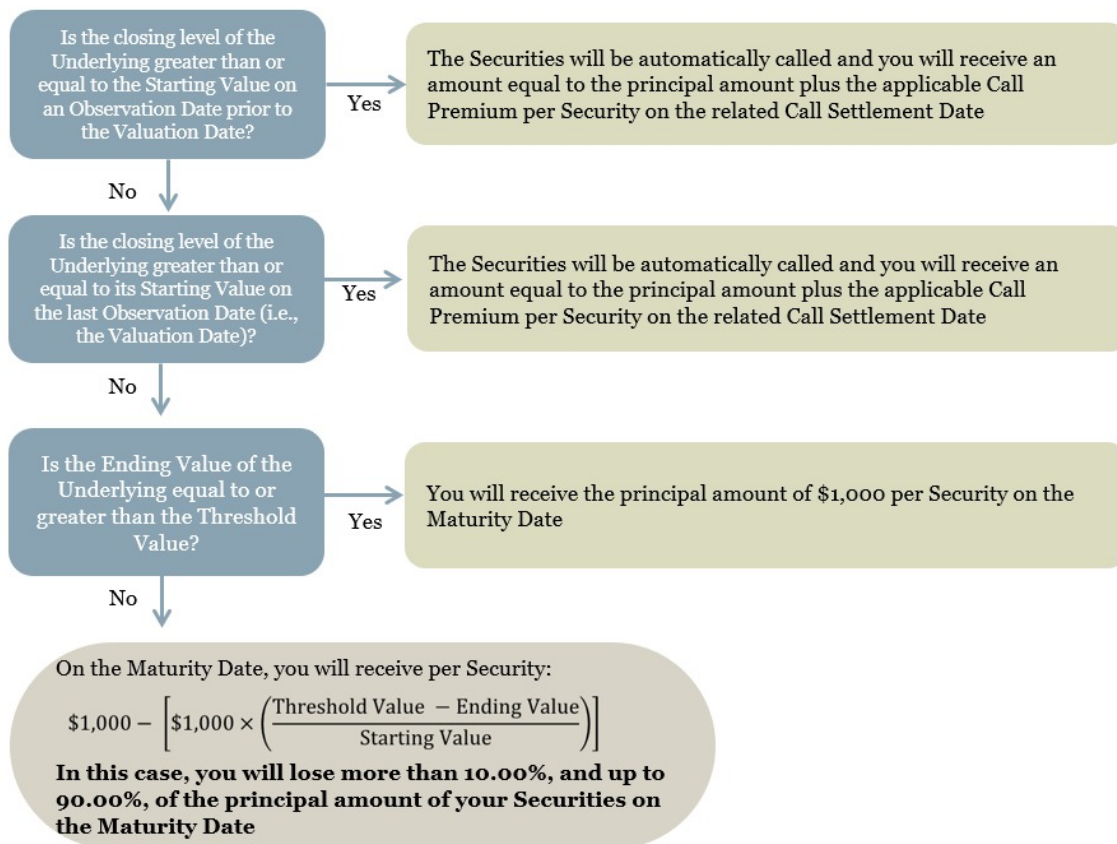 Is the closing level of the
Underlying greater than or
equal to the Starting Value on
an Observation Date prior to
the Valuation Date?
Yes
The Securities will be automatically called and you will receive an
amount equal to the principal amount plus the applicable Call
Premium per Security on the related Call Settlement Date
No
Is the closing level of the
Underlying greater than or
equal to its Starting Value on
the last Observation Date (i.e.,
the Valuation Date)?
Yes
The Securities will be automatically called and you will receive an
amount equal to the principal amount plus the applicable Call
Premium per Security on the related Call Settlement Date
No
Is the Ending Value of the
Underlying equal to or
greater than the Threshold
Value?
Yes
You will receive the principal amount of $1,000 per Security on the
Maturity Date
No
On the Maturity Date, you will receive per Security:
$1,000 − [$1,000 × (Threshold Value − Ending Value / Starting Value)]
In this case, you will lose more than 10.00%, and up to
90.00%, of the principal amount of your Securities on
the Maturity Date